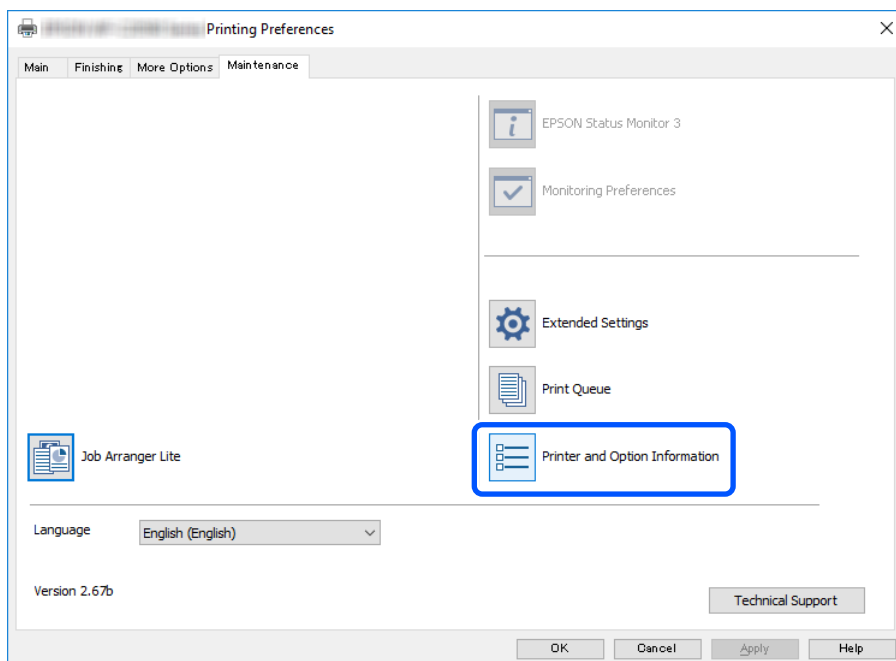 Printing Preferences
Main Finishing More Options Maintenance
EPSON Status Monitor 3
Monitoring Preferences
Extended Settings
Print Queue
Job Arranger Lite
Printer and Option Information
Language English (English)
Version 2.67b
Technical Support
OK Cancel Apply Help